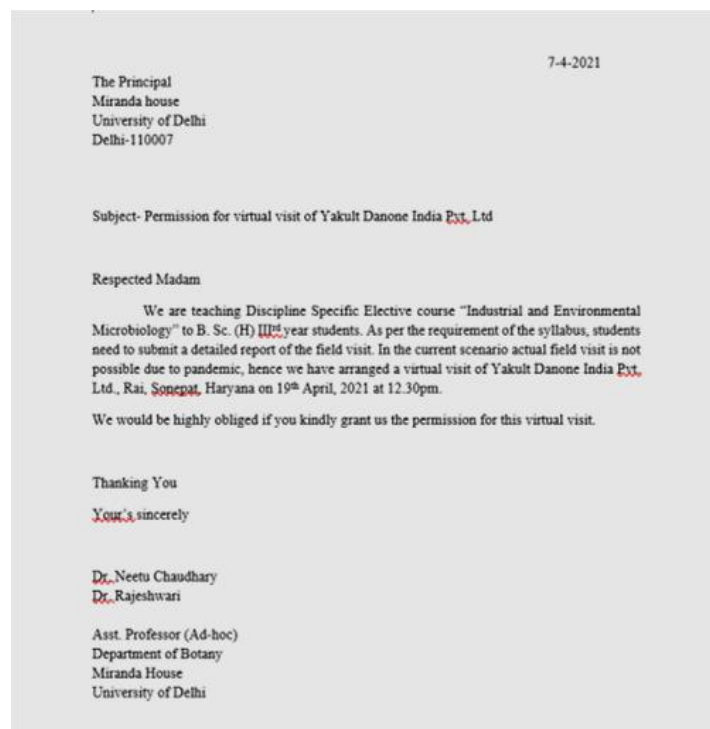 7-4-2021
The Principal
Miranda house
University of Delhi
Delhi-110007
Subject- Permission for virtual visit of Yakult Danone India Pvt. Ltd
Respected Madam
We are teaching Discipline Specific Elective course “Industrial and Environmental
Microbiology” to B. Sc. (H) IIIrd year students. As per the requirement of the syllabus, students
need to submit a detailed report of the field visit. In the current scenario actual field visit is not
possible due to pandemic, hence we have arranged a virtual visit of Yakult Danone India Pvt.
Ltd., Rai, Sonepat, Haryana on 19th April, 2021 at 12.30pm.
We would be highly obliged if you kindly grant us the permission for this virtual visit.
Thanking You
Your’s sincerely
Dr. Neetu Chaudhary
Dr. Rajeshwari
Asst. Professor (Ad-hoc)
Department of Botany
Miranda House
University of Delhi